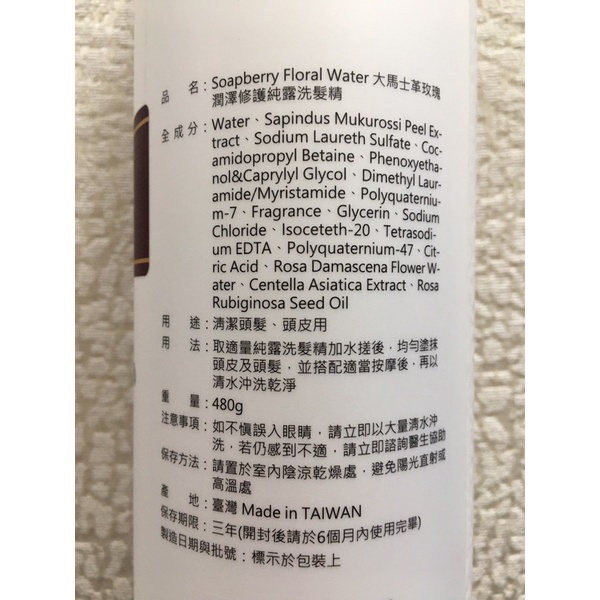 品　　名：Soapberry Floral Water 大馬士革玫瑰
潤澤修護純露洗髮精
全 成 分：Water、Sapindus Mukurossi Peel Ex-
tract、Sodium Laureth Sulfate、Coc-
amidopropyl Betaine、Phenoxyetha-
nol&Caprylyl Glycol、Dimethyl Laur-
amide/Myristamide、Polyquaterniu-
m-7、Fragrance、Glycerin、Sodium
Chloride、Isoceteth-20、Tetrasodi-
um EDTA、Polyquaternium-47、Cit-
ric Acid、Rosa Damascena Flower W-
ater、Centella Asiatica Extract、Rosa
Rubiginosa Seed Oil
用　　途：清潔頭髮、頭皮用
用　　法：取適量純露洗髮精加水搓後，均勻塗抹
頭皮及頭髮，並搭配適當按摩後，再以
清水沖洗乾淨
重　　量：480g
注意事項：如不慎誤入眼睛，請立即以大量清水沖
洗，若仍感到不適，請立即諮詢醫生協助
保存方法：請置於室內陰涼乾燥處，避免陽光直射或
高溫處
產　　地：臺灣 Made in TAIWAN
保存期限：三年(開封後請於6個月內使用完畢)
製造日期與批號：標示於包裝上